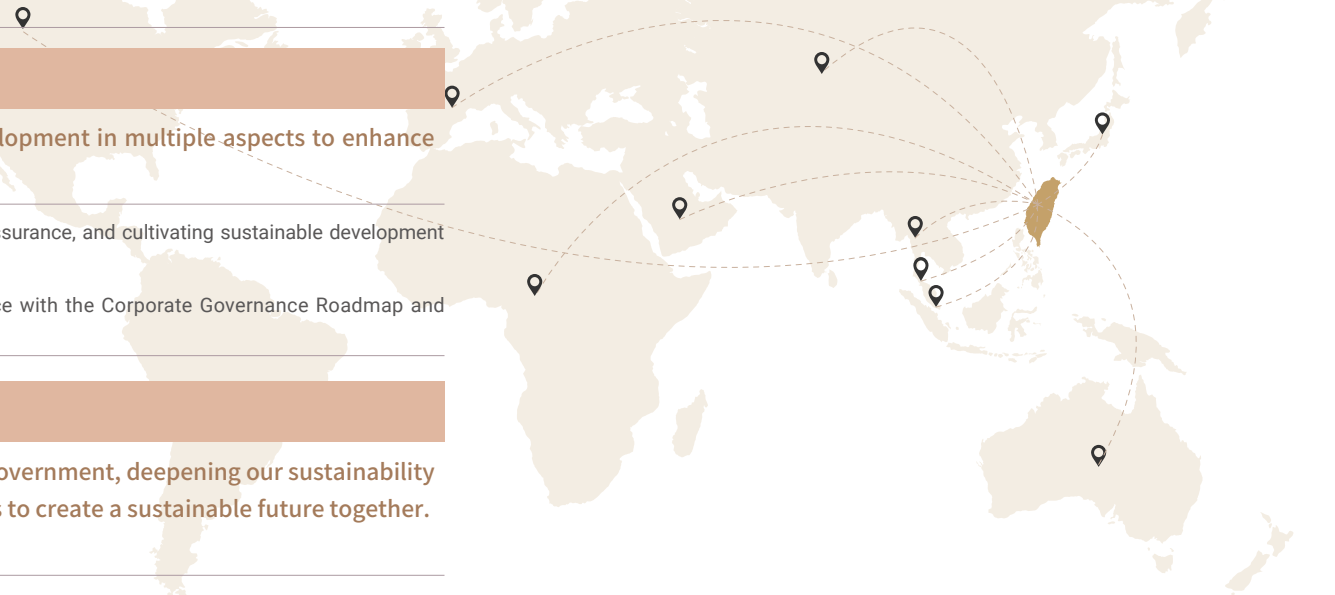 lopment in multiple aspects to enhance
ssurance, and cultivating sustainable development
ce with the Corporate Governance Roadmap and
overnment, deepening our sustainability
s to create a sustainable future together.